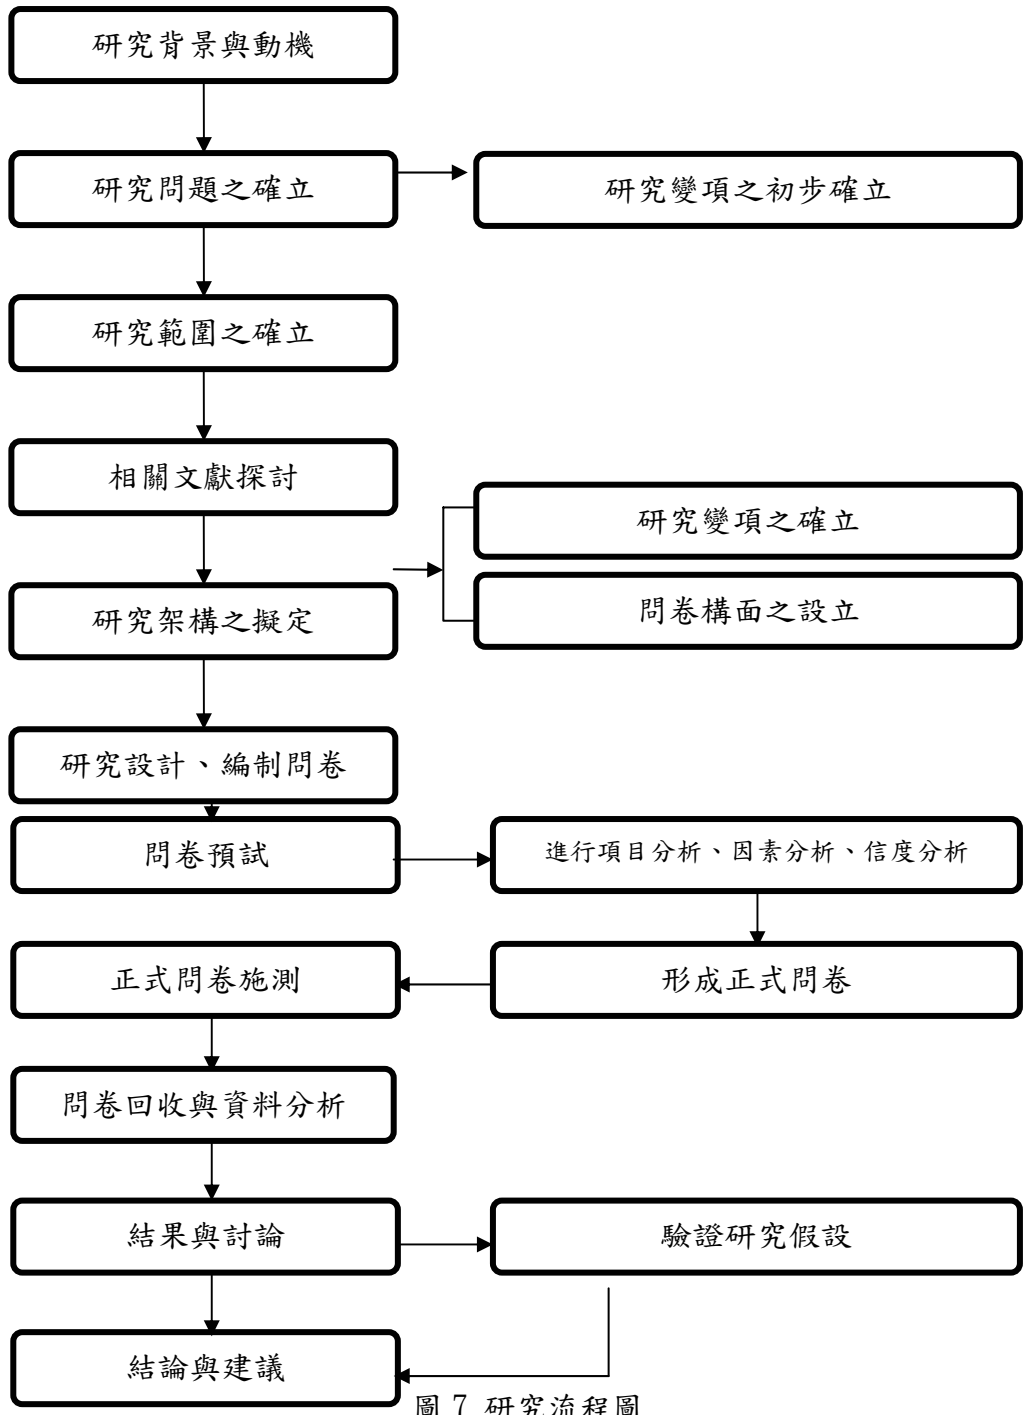 研究背景與動機
研究問題之確立
研究變項之初步確立
研究範圍之確立
相關文獻探討
研究變項之確立
問卷構面之設立
研究架構之擬定
研究設計、編制問卷
問卷預試
進行項目分析、因素分析、信度分析
正式問卷施測
形成正式問卷
問卷回收與資料分析
結果與討論
驗證研究假設
結論與建議
圖 7 研究流程圖